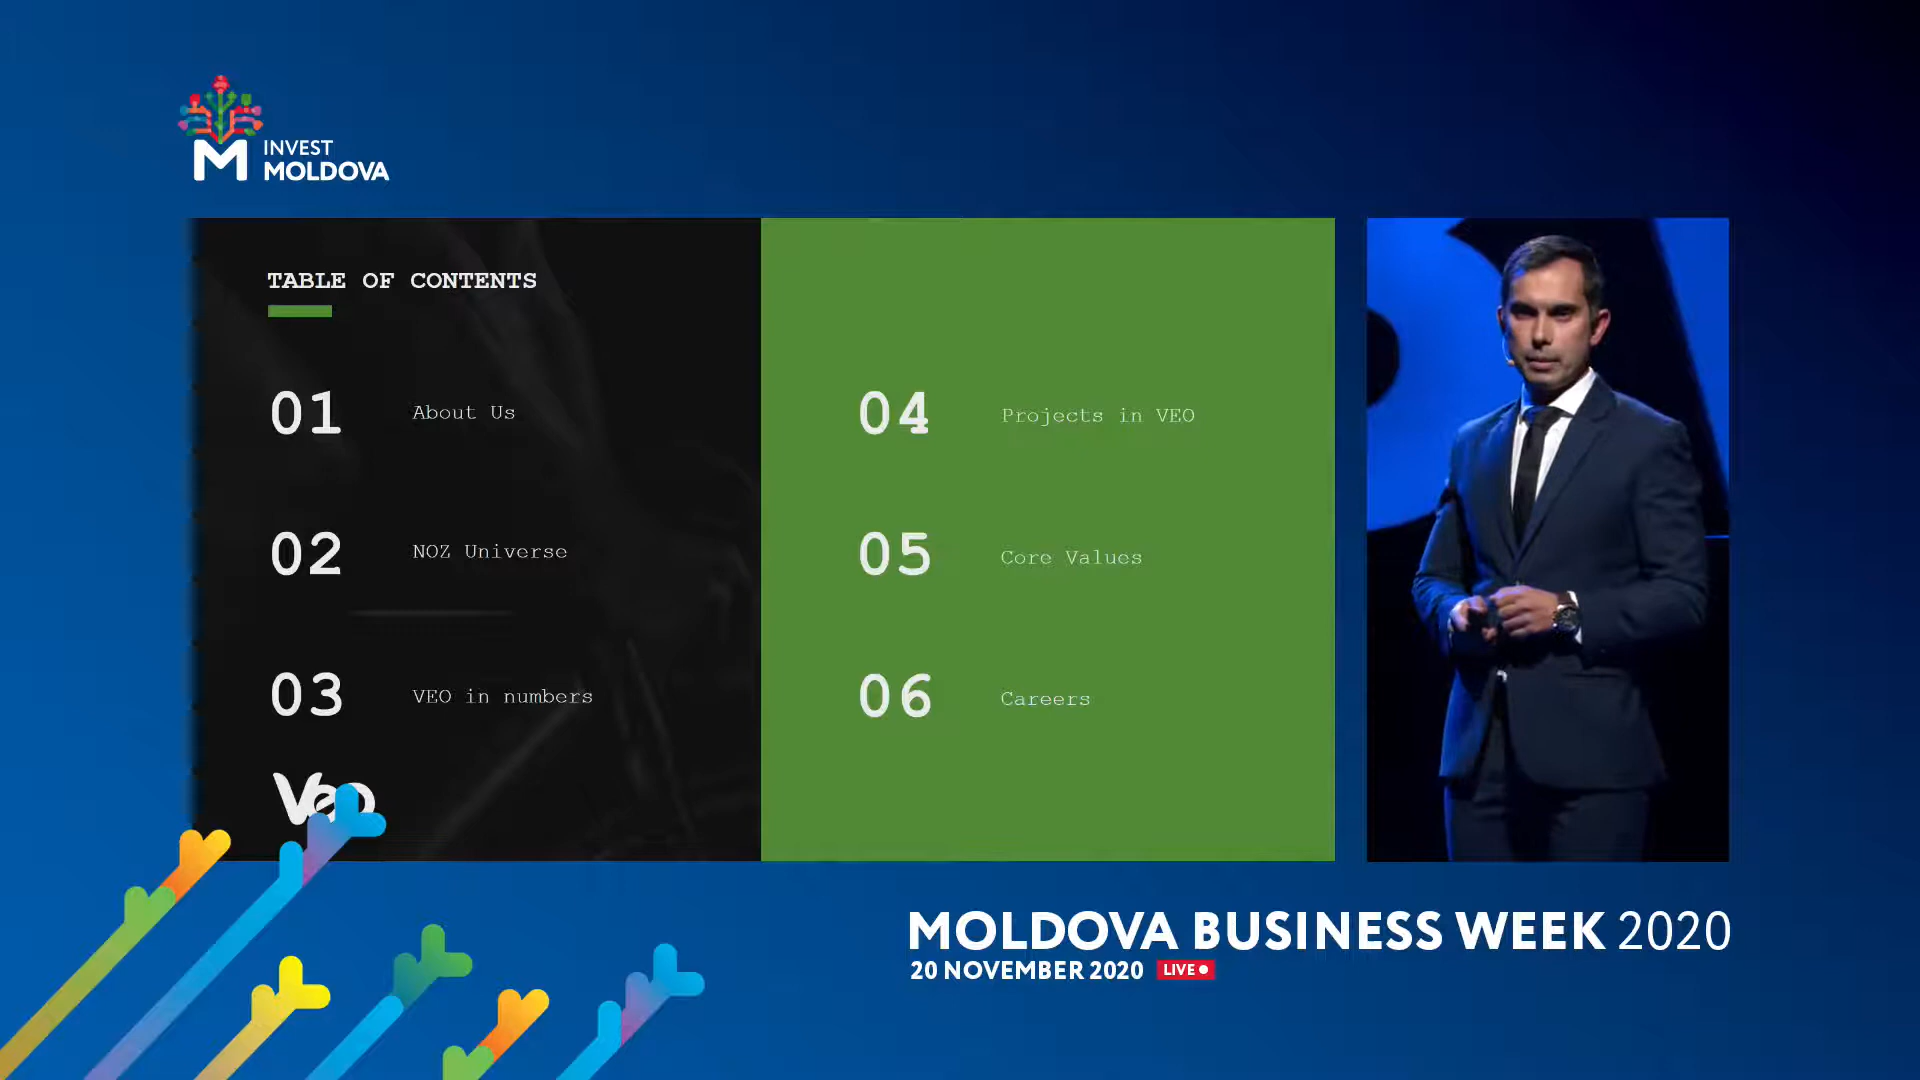 INVEST
MOLDOVA
TABLE OF CONTENTS
01 About Us
02 NOZ Universe
03 VEO in numbers
Veo
04 Projects in VEO
05 Core Values
06 Careers
MOLDOVA BUSINESS WEEK 2020
20 NOVEMBER 2020 LIVE